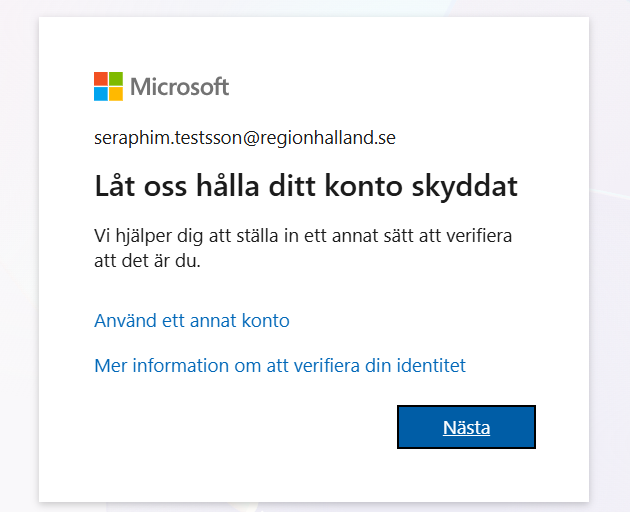 Microsoft
seraphim.testsson@regionhalland.se
Låt oss hålla ditt konto skyddat
Vi hjälper dig att ställa in ett annat sätt att verifiera
att det är du.
Använd ett annat konto
Mer information om att verifiera din identitet
Nästa